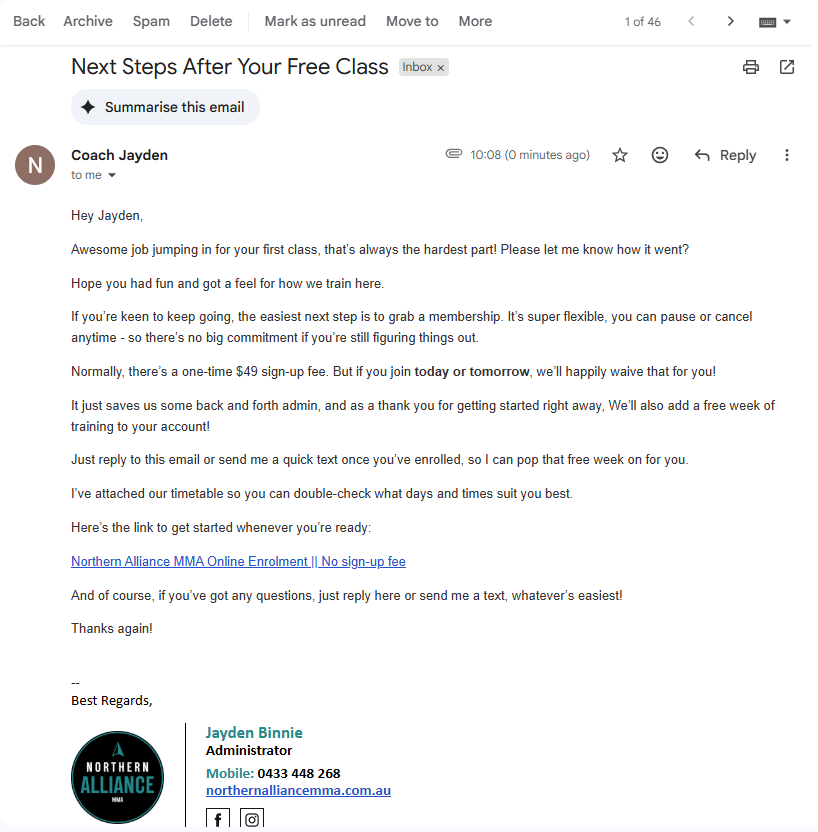 Back Archive Spam Delete Mark as unread Move to More 1 of 46
Next Steps After Your Free Class Inbox ×
Summarise this email
N
Coach Jayden 10:08 (0 minutes ago) Reply
to me
Hey Jayden,
Awesome job jumping in for your first class, that's always the hardest part! Please let me know how it went?
Hope you had fun and got a feel for how we train here.
If you're keen to keep going, the easiest next step is to grab a membership. It's super flexible, you can pause or cancel
anytime - so there's no big commitment if you're still figuring things out.
Normally, there's a one-time $49 sign-up fee. But if you join today or tomorrow, we'll happily waive that for you!
It just saves us some back and forth admin, and as a thank you for getting started right away, We'll also add a free week of
training to your account!
Just reply to this email or send me a quick text once you've enrolled, so I can pop that free week on for you.
I've attached our timetable so you can double-check what days and times suit you best.
Here's the link to get started whenever you're ready:
Northern Alliance MMA Online Enrolment || No sign-up fee
And of course, if you've got any questions, just reply here or send me a text, whatever's easiest!
Thanks again!
--
Best Regards,
NORTHERN
ALLIANCE
MMA
Jayden Binnie
Administrator
Mobile: 0433 448 268
northernalliancemma.com.au